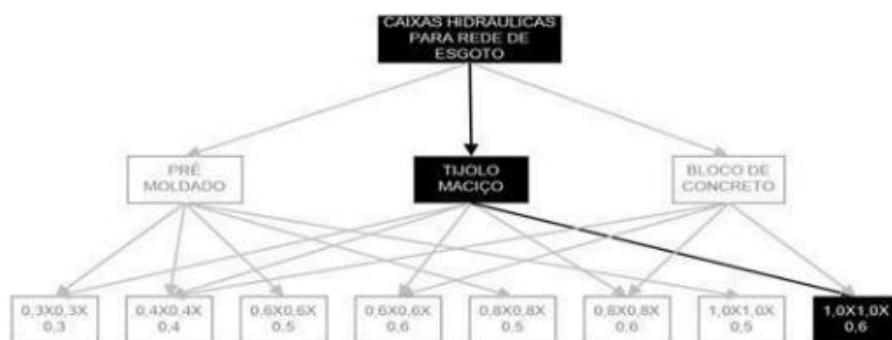 CAIXAS HIDRAULICAS
PARA REDE DE
ESGOTO
PRÉ
MOLDADO
TIJOLO
MACIÇO
BLOCO DE
CONCRETO
0,3X0,3X
0,3
0,4X0,4X
0,4
0,6X0,6X
0,5
0,6X0,6X
0,6
0,8X0,8X
0,5
0,8X0,8X
0,6
1,0X1,0X
0,5
1,0X1,0X
0,6